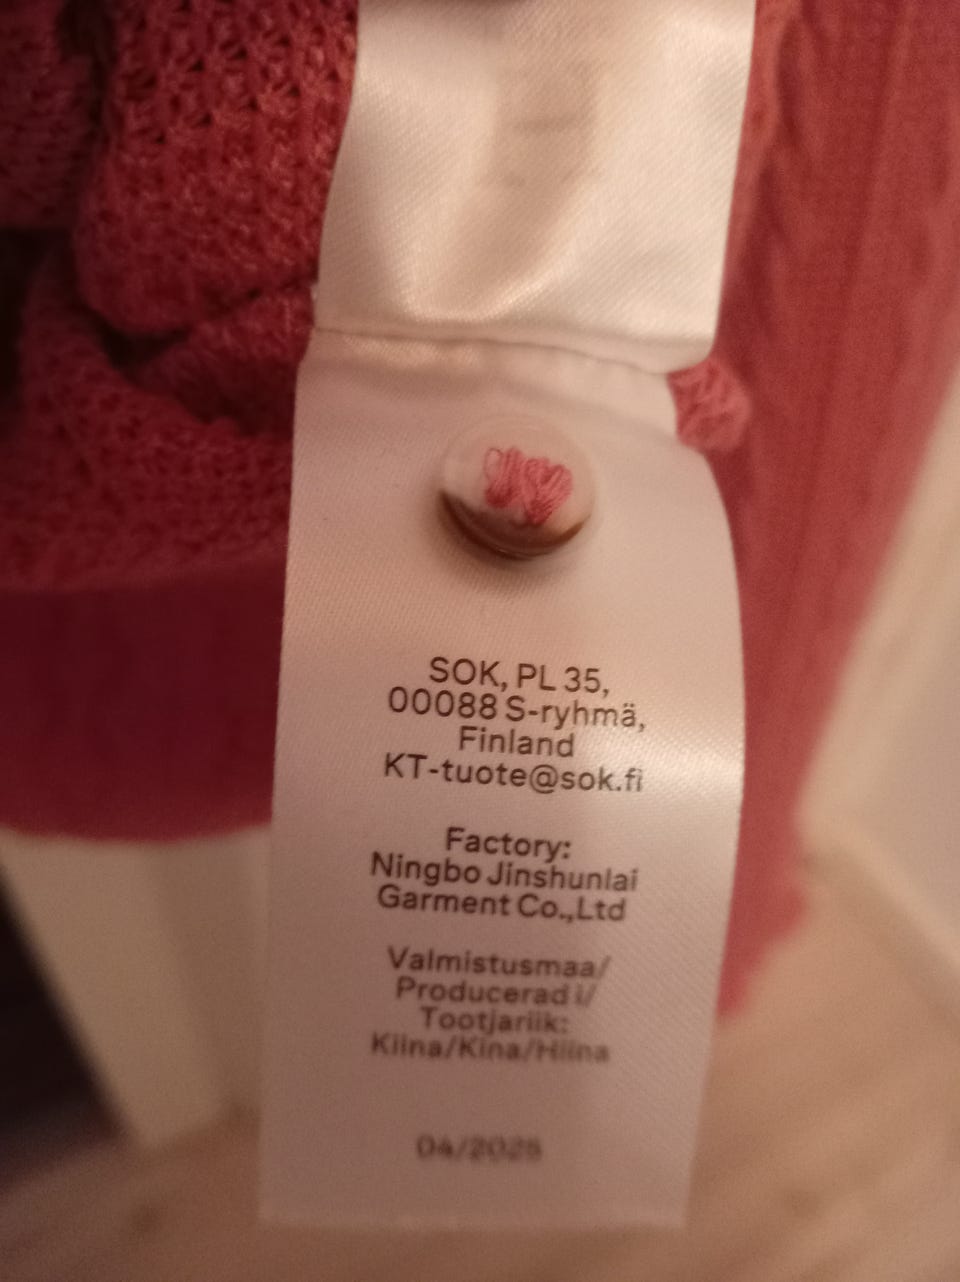 SOK, PL 35,
00088 S-ryhmä,
Finland
KT-tuote@sok.fi
Factory:
Ningbo Jinshunlai
Garment Co.,Ltd
Valmistusmaa/
Producerad i/
Tootjariik:
Kiina/Kina/Hiina
04/2025